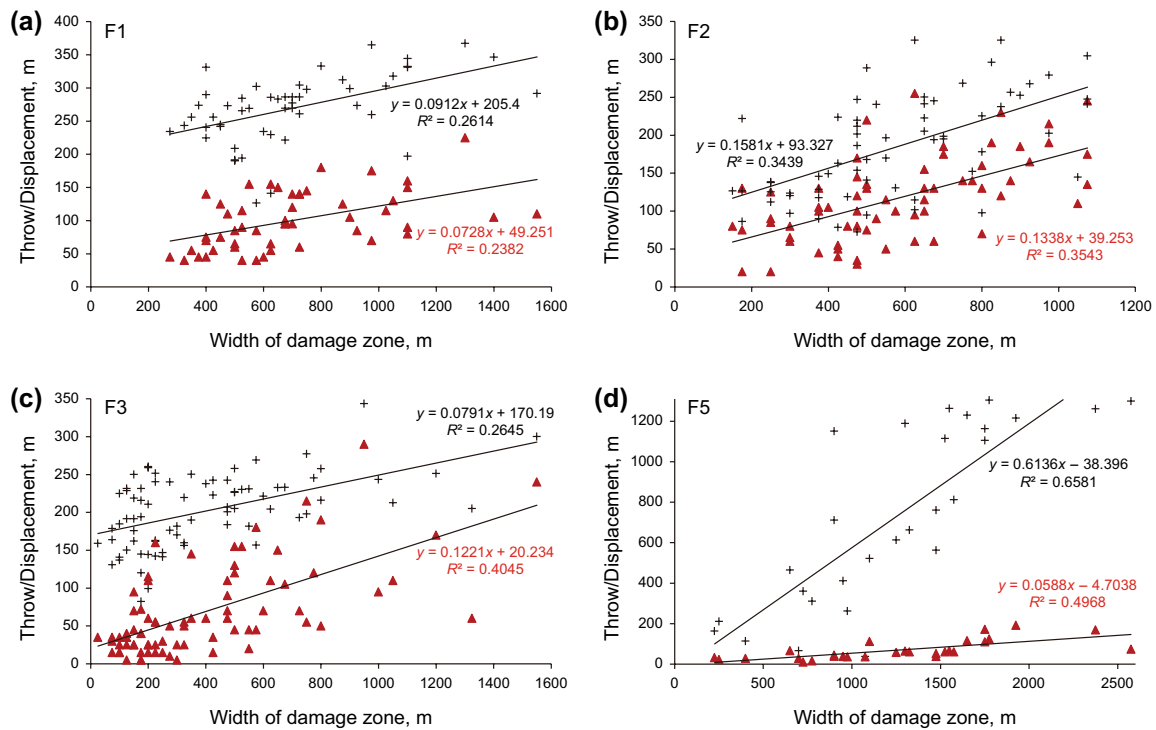 (a)
F1
400
350
300
250
200
150
100
50
0
Throw/Displacement, m
y = 0.0912x + 205.4
R² = 0.2614
y = 0.0728x + 49.251
R² = 0.2382
0 200 400 600 800 1000 1200 1400 1600
Width of damage zone, m
(b)
F2
350
300
250
200
150
100
50
0
Throw/Displacement, m
y = 0.1581x + 93.327
R² = 0.3439
y = 0.1338x + 39.253
R² = 0.3543
0 200 400 600 800 1000 1200
Width of damage zone, m
(c)
F3
350
300
250
200
150
100
50
0
Throw/Displacement, m
y = 0.0791x + 170.19
R² = 0.2645
y = 0.1221x + 20.234
R² = 0.4045
0 200 400 600 800 1000 1200 1400 1600
Width of damage zone, m
(d)
F5
1200
1000
800
600
400
200
0
Throw/Displacement, m
y = 0.6136x − 38.396
R² = 0.6581
y = 0.0588x − 4.7038
R² = 0.4968
0 500 1000 1500 2000 2500
Width of damage zone, m